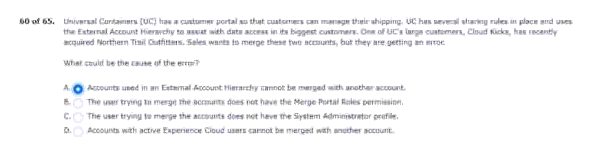 60 of 65. Universal Containers (UC) has a customer portal so that customers can manage their shipping. UC has several sharing rules in place and uses
the External Account Hierarchy to assist with data access in its biggest customers. One of UC's large customers, Cloud Kicks, has recently
acquired Northern Trail Outfitters. Sales wants to merge these two accounts, but they are getting an error.
What could be the cause of the error?
A. Accounts used in an External Account Hierarchy cannot be merged with another account.
B. The user trying to merge the accounts does not have the Merge Portal Roles permission.
C. The user trying to merge the accounts does not have the System Administrator profile.
D. Accounts with active Experience Cloud users cannot be merged with another account.